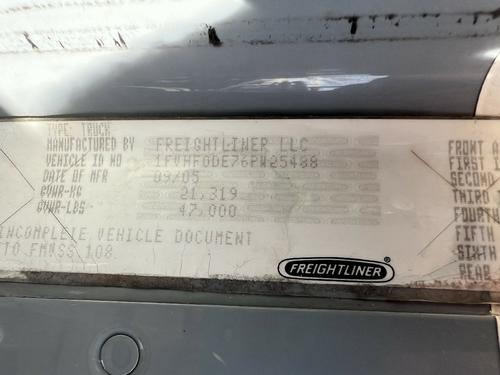 TYPE: TRUCK
MANUFACTURED BY FREIGHTLINER LLC
VEHICLE ID NO
DATE OF MFR 09/05
GVWR-KG 21,319
GVWR-LBS 47,000
INCOMPLETE VEHICLE DOCUMENT
TO FMVSS 108
FREIGHTLINER ®
FRONT A
FIRST I
SECOND
THIRD
FOURTH
FIFTH
SIXTH
REAR